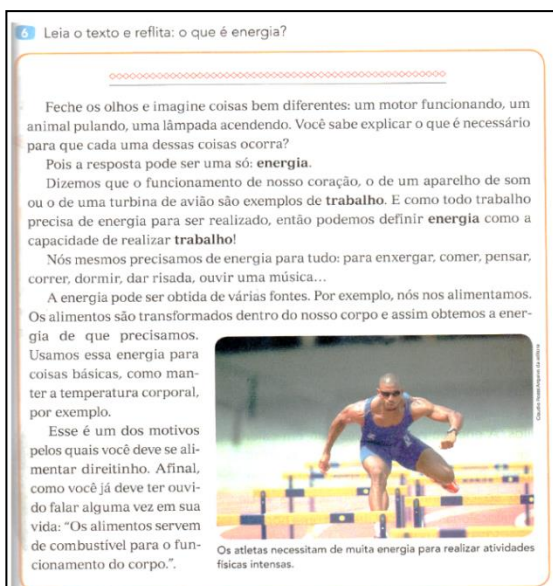 6 Leia o texto e reflita: o que é energia?
Feche os olhos e imagine coisas bem diferentes: um motor funcionando, um
animal pulando, uma lâmpada acendendo. Você sabe explicar o que é necessário
para que cada uma dessas coisas ocorra?
Pois a resposta pode ser uma só: energia.
Dizemos que o funcionamento de nosso coração, o de um aparelho de som
ou o de uma turbina de avião são exemplos de trabalho. E como todo trabalho
precisa de energia para ser realizado, então podemos definir energia como a
capacidade de realizar trabalho!
Nós mesmos precisamos de energia para tudo: para enxergar, comer, pensar,
correr, dormir, dar risada, ouvir uma música...
A energia pode ser obtida de várias fontes. Por exemplo, nós nos alimentamos.
Os alimentos são transformados dentro do nosso corpo e assim obtemos a ener-
gia de que precisamos.
Usamos essa energia para
coisas básicas, como man-
ter a temperatura corporal,
por exemplo.
Esse é um dos motivos
pelos quais você deve se ali-
mentar direitinho. Afinal,
como você já deve ter ouvi-
do falar alguma vez em sua
vida: “Os alimentos servem
de combustível para o fun-
cionamento do corpo.”.
Os atletas necessitam de muita energia para realizar atividades
físicas intensas.